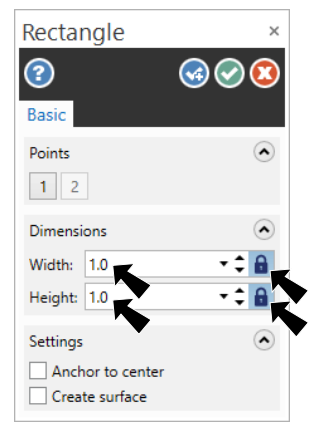 Rectangle
Basic
Points
1 2
Dimensions
Width: 1.0
Height: 1.0
Settings
Anchor to center
Create surface